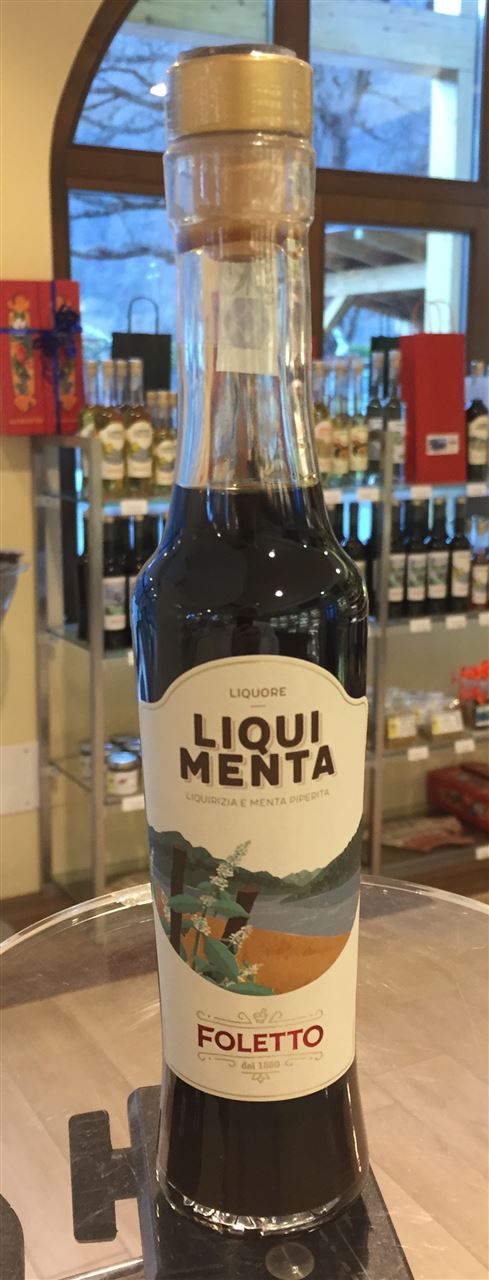 LIQUORE
LIQUI
MENTA
LIQUIRIZIA E MENTA PIPERITA
FOLETTO
dal 1880